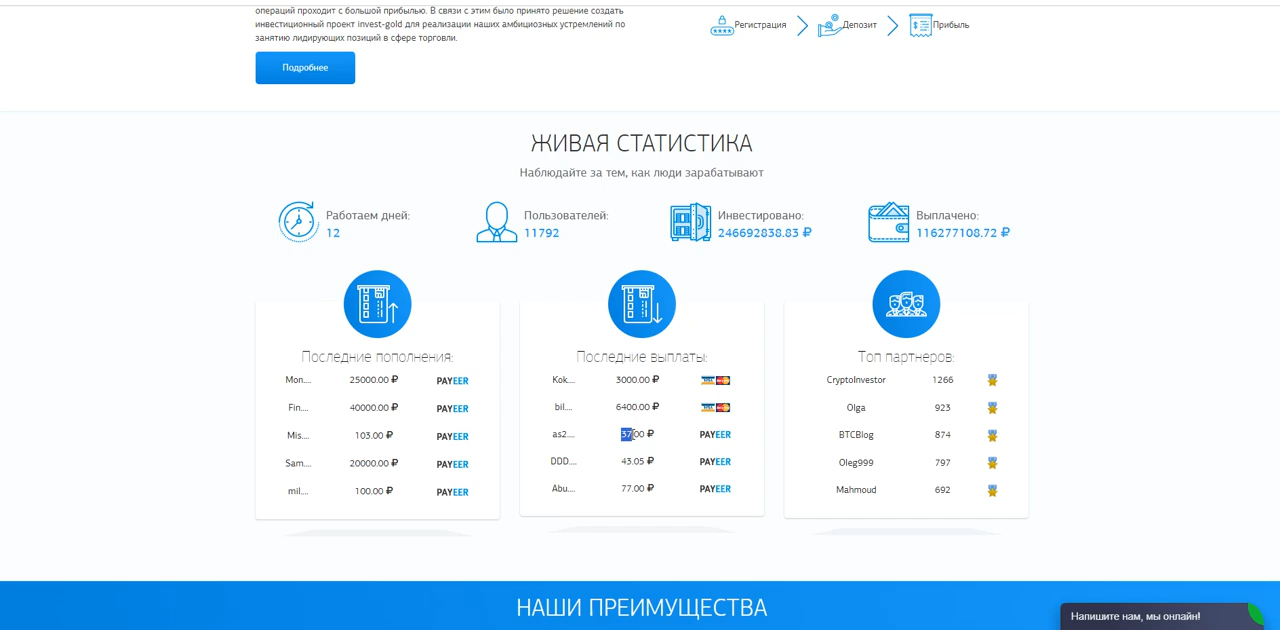 операций проходит с большой прибылью. В связи с этим было принято решение создать
инвестиционный проект invest-gold для реализации наших амбициозных устремлений по
занятию лидирующих позиций в сфере торговли.
Подробнее
Регистрация
Депозит
Прибыль
ЖИВАЯ СТАТИСТИКА
Наблюдайте за тем, как люди зарабатывают
Работаем дней:
12
Пользователей:
11792
Инвестировано:
246692838.83 ₽
Выплачено:
116277108.72 ₽
Последние пополнения:
Mon.... 25000.00 ₽ PAYEER
Fin.... 40000.00 ₽ PAYEER
Mis.... 103.00 ₽ PAYEER
Sam.... 20000.00 ₽ PAYEER
mil.... 100.00 ₽ PAYEER
Последние выплаты:
Kok.... 3000.00 ₽ VISA
bil.... 6400.00 ₽ VISA
as2.... 57.00 ₽ PAYEER
DDD.... 43.05 ₽ PAYEER
Abu.... 77.00 ₽ PAYEER
Топ партнеров:
CryptoInvestor 1266
Olga 923
BTCBlog 874
Oleg999 797
Mahmoud 692
НАШИ ПРЕИМУЩЕСТВА
Напишите нам, мы онлайн!